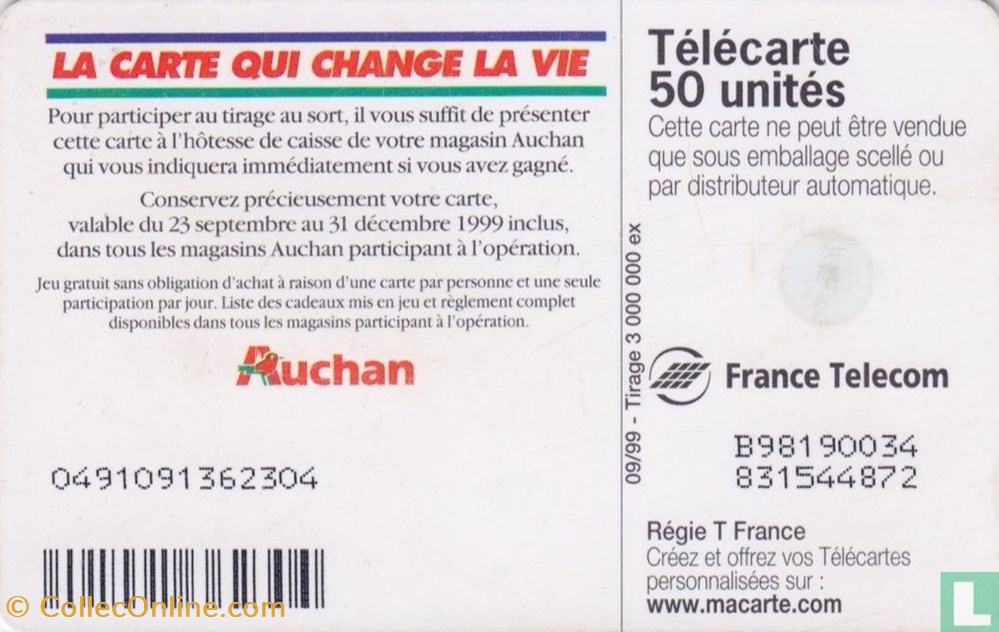 LA CARTE QUI CHANGE LA VIE
Pour participer au tirage au sort, il vous suffit de présenter
cette carte à l'hôtesse de caisse de votre magasin Auchan
qui vous indiquera immédiatement si vous avez gagné.
Conservez précieusement votre carte,
valable du 23 septembre au 31 décembre 1999 inclus,
dans tous les magasins Auchan participant à l'opération.
Jeu gratuit sans obligation d'achat à raison d'une carte par personne et une seule
participation par jour. Liste des cadeaux mis en jeu et règlement complet
disponibles dans tous les magasins participant à l'opération.
Auchan
0491091362304
© CollecOnline.com
09/99 - Tirage 3 000 000 ex
Télécarte
50 unités
Cette carte ne peut être vendue
que sous emballage scellé ou
par distributeur automatique.
France Telecom
B98190034
831544872
Régie T France
Créez et offrez vos Télécartes
personnalisées sur :
www.macarte.com
L